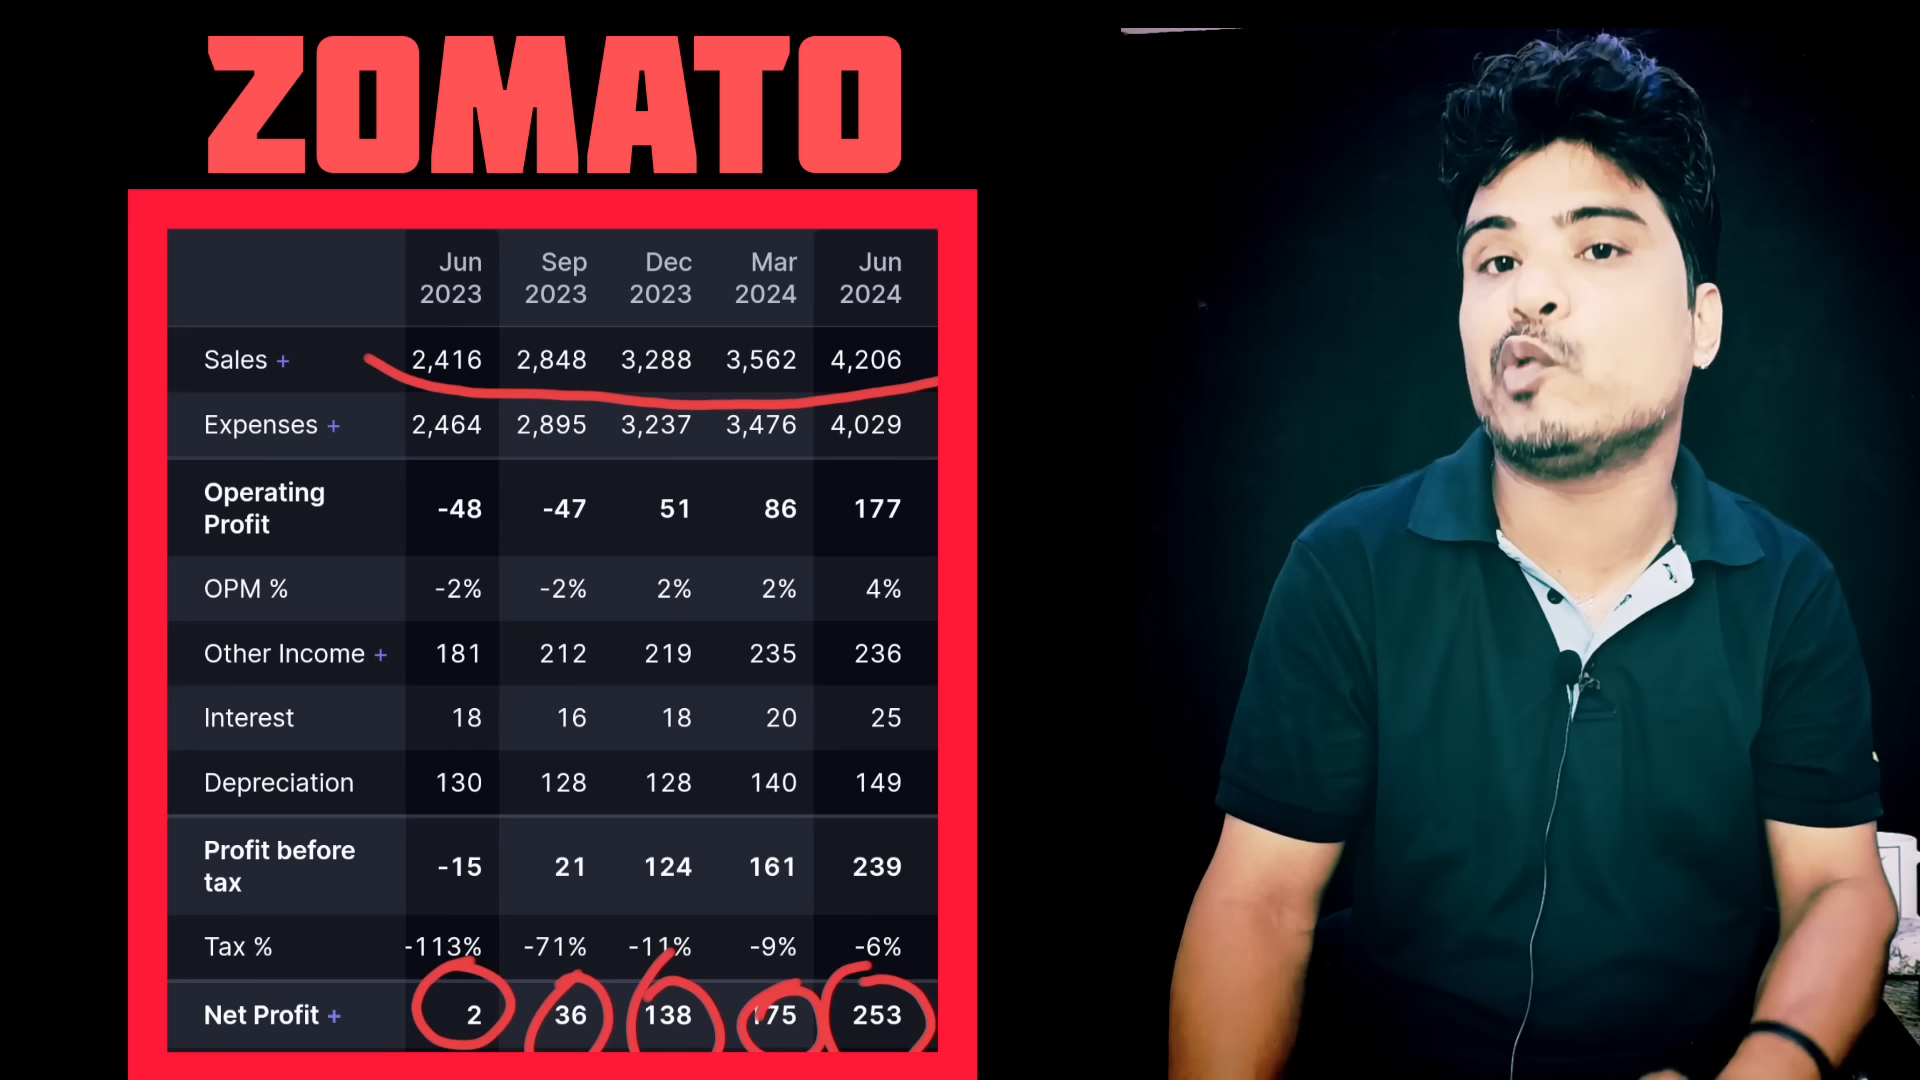 ZOMATO
Jun 2023 Sep 2023 Dec 2023 Mar 2024 Jun 2024
Sales + 2,416 2,848 3,288 3,562 4,206
Expenses + 2,464 2,895 3,237 3,476 4,029
Operating Profit -48 -47 51 86 177
OPM % -2% -2% 2% 2% 4%
Other Income + 181 212 219 235 236
Interest 18 16 18 20 25
Depreciation 130 128 128 140 149
Profit before tax -15 21 124 161 239
Tax % -113% -71% -11% -9% -6%
Net Profit + 2 36 138 175 253